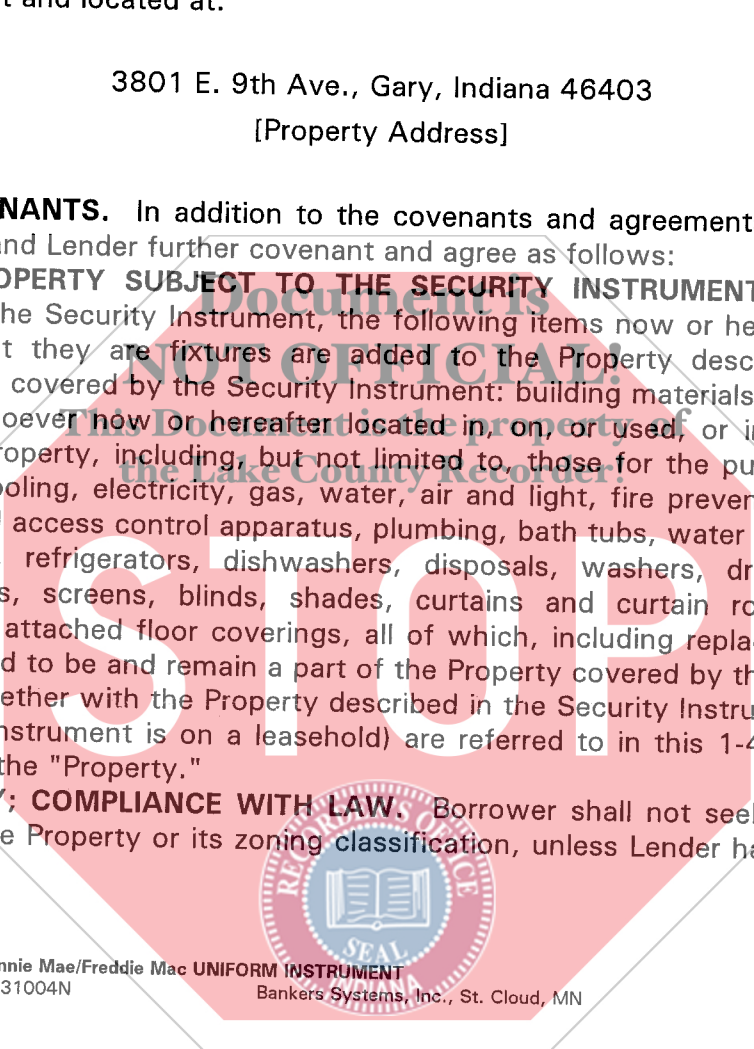 t and located at:
3801 E. 9th Ave., Gary, Indiana 46403
[Property Address]
NANTS. In addition to the covenants and agreement
and Lender further covenant and agree as follows:
OPERTY SUBJECT TO THE SECURITY INSTRUMENT
he Security Instrument, the following items now or he
t they are fixtures are added to the Property desc
covered by the Security Instrument: building materials
oever now or hereafter located in, on, or used, or i
roperty, including, but not limited to, those for the pu
ooling, electricity, gas, water, air and light, fire preven
access control apparatus, plumbing, bath tubs, water
refrigerators, dishwashers, disposals, washers, dr
s, screens, blinds, shades, curtains and curtain ro
attached floor coverings, all of which, including repla
d to be and remain a part of the Property covered by th
ether with the Property described in the Security Instru
nstrument is on a leasehold) are referred to in this 1-4
the "Property."
Y; COMPLIANCE WITH LAW. Borrower shall not see
e Property or its zoning classification, unless Lender ha
nnie Mae/Freddie Mac UNIFORM INSTRUMENT
31004N
Bankers Systems, Inc., St. Cloud, MN
Document is
NOT OFFICIAL!
This Document is the property of
the Lake County Recorder!
STOP
RECORDER'S OFFICE
SEAL
INDIANA